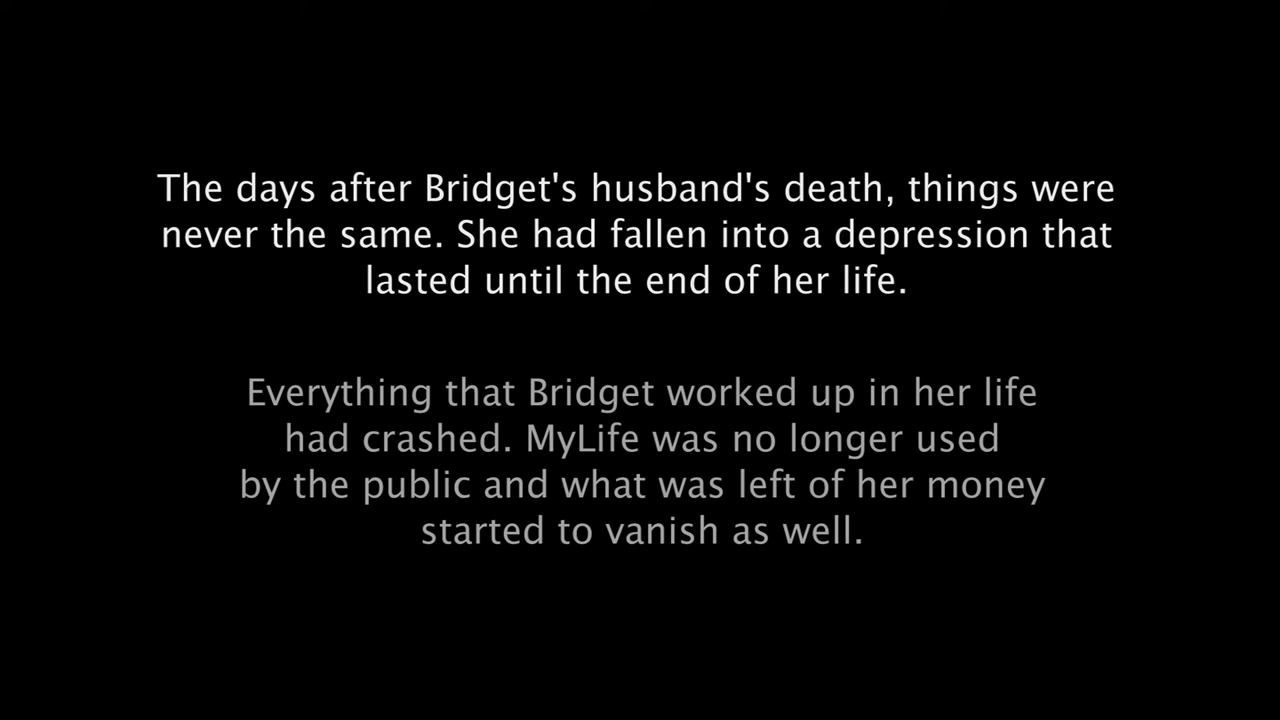 The days after Bridget's husband's death, things were
never the same. She had fallen into a depression that
lasted until the end of her life.
Everything that Bridget worked up in her life
had crashed. MyLife was no longer used
by the public and what was left of her money
started to vanish as well.